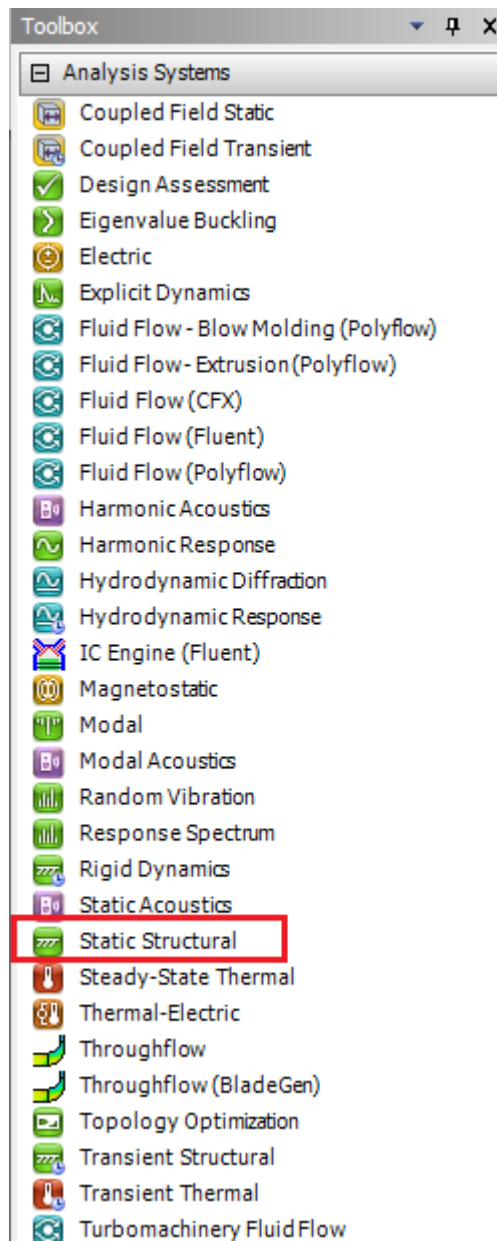 Toolbox
Analysis Systems
Coupled Field Static
Coupled Field Transient
Design Assessment
Eigenvalue Buckling
Electric
Explicit Dynamics
Fluid Flow - Blow Molding (Polyflow)
Fluid Flow - Extrusion (Polyflow)
Fluid Flow (CFX)
Fluid Flow (Fluent)
Fluid Flow (Polyflow)
Harmonic Acoustics
Harmonic Response
Hydrodynamic Diffraction
Hydrodynamic Response
IC Engine (Fluent)
Magnetostatic
Modal
Modal Acoustics
Random Vibration
Response Spectrum
Rigid Dynamics
Static Acoustics
Static Structural
Steady-State Thermal
Thermal-Electric
Throughflow
Throughflow (BladeGen)
Topology Optimization
Transient Structural
Transient Thermal
Turbomachinery Fluid Flow